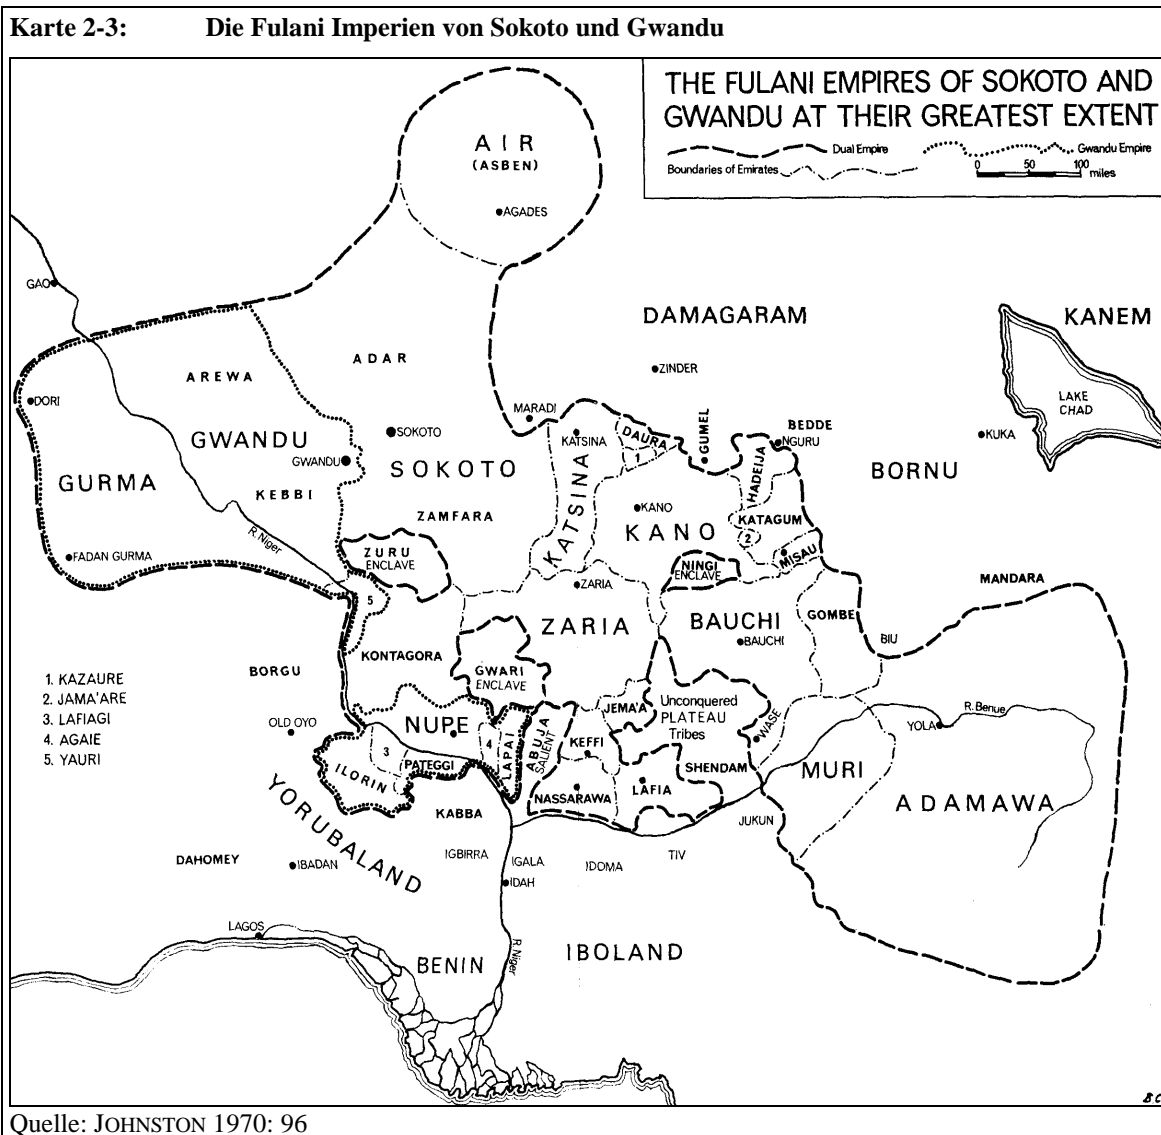 Karte 2-3: Die Fulani Imperien von Sokoto und Gwandu
THE FULANI EMPIRES OF SOKOTO AND
GWANDU AT THEIR GREATEST EXTENT
Dual Empire
Gwandu Empire
Boundaries of Emirates
0 50 100
miles
AIR
(ASBEN)
AGADES
GAO
DAMAGARAM
KANEM
ADAR
ZINDER
AREWA
LAKE
CHAD
DORI
MARADI
GUMEL
DAURA
BEDDE
NGURU
KUKA
SOKOTO
KATSINA
GWANDU
GWANDU
SOKOTO
1
BORNU
GURMA
KEBBI
KATSINA
HADEIJA
KANO
ZAMFARA
KATAGUM
KANO
2
R. Niger
FADAN GURMA
ZURU
ENCLAVE
MISAU
NINGI
ENCLAVE
ZARIA
MANDARA
5
ZARIA
BAUCHI
GOMBE
BIU
BAUCHI
BORGU
KONTAGORA
GWARI
ENCLAVE
1. KAZAURE
2. JAMA'ARE
3. LAFIAGI
4. AGAIE
5. YAURI
Unconquered
PLATEAU
Tribes
JEMA'A
OLD OYO
NUPE
R. Benue
YOLA
WASE
3
4
LAPAI
ABUJA
SALIENT
KEFFI
PATEGGI
ILORIN
SHENDAM
MURI
LAFIA
NASSARAWA
ADAMAWA
YORUBALAND
KABBA
JUKUN
DAHOMEY
IBADAN
IGBIRRA
IGALA
IDOMA
TIV
IDAH
LAGOS
R. Niger
BENIN
IBOLAND
Quelle: JOHNSTON 1970: 96